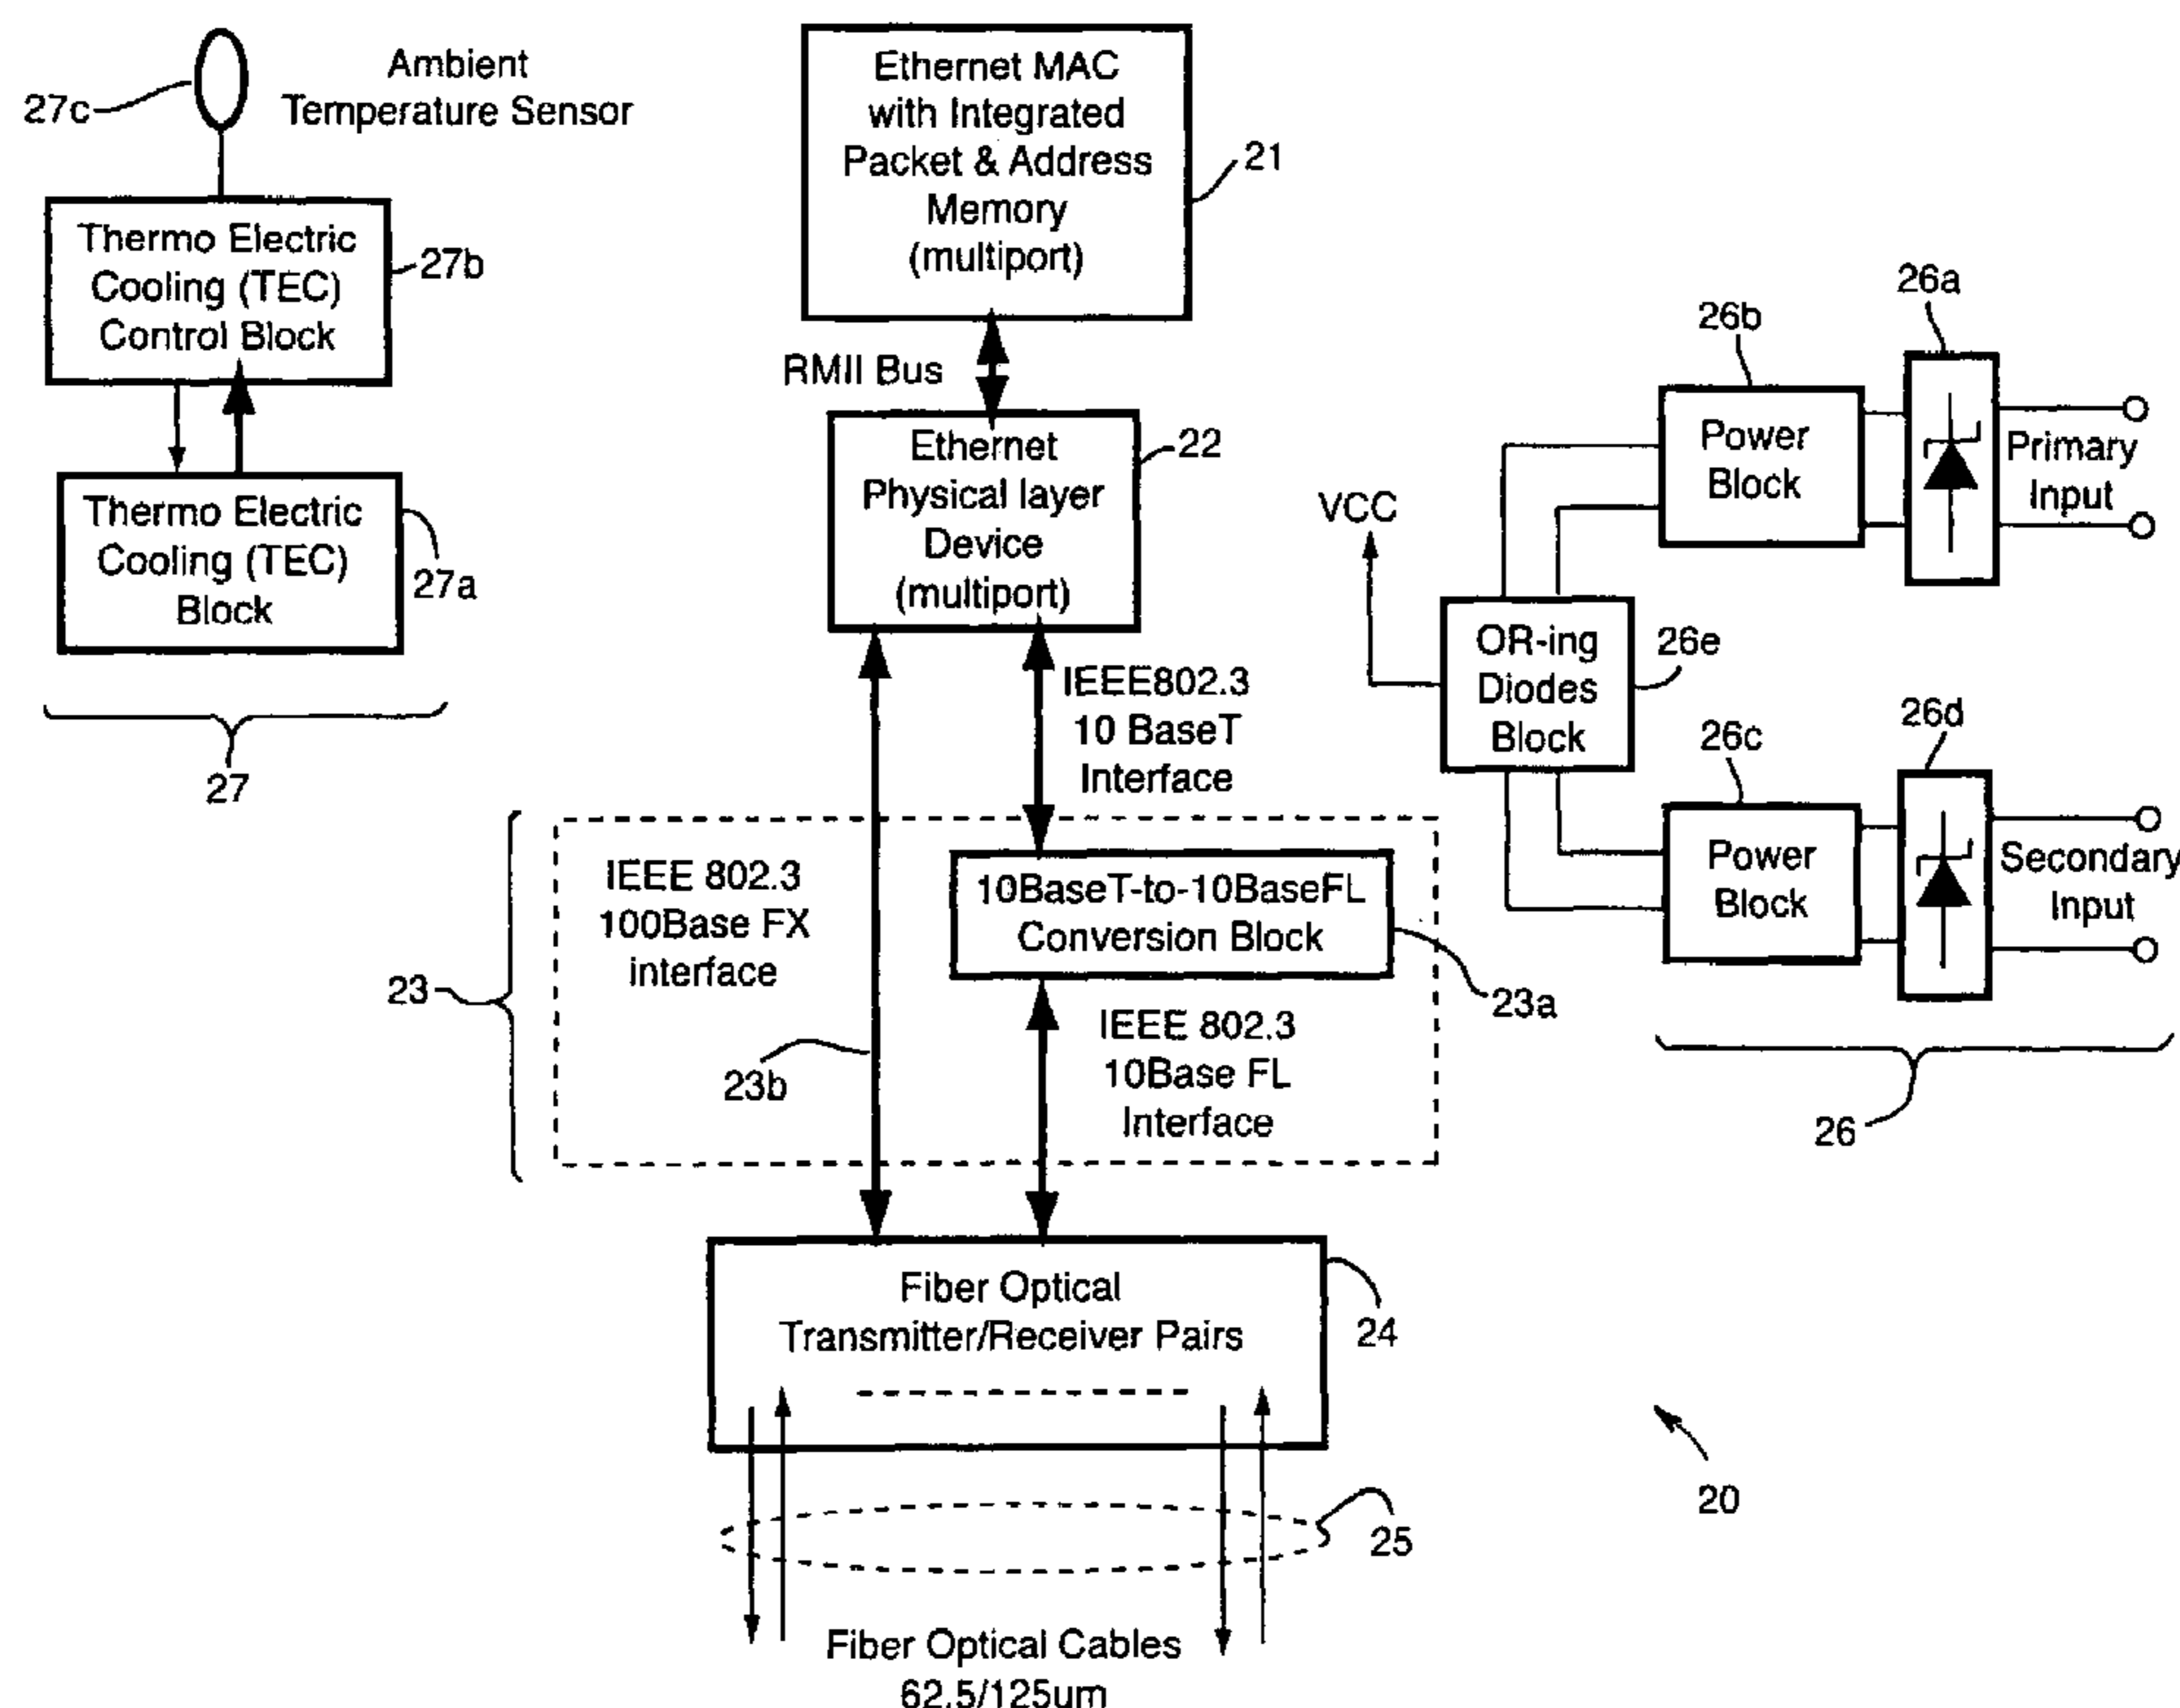 27c
Ambient
Temperature Sensor
Thermo Electric
Cooling (TEC)
Control Block
27b
Thermo Electric
Cooling (TEC)
Block
27a
27
Ethernet MAC
with Integrated
Packet & Address
Memory
(multiport)
21
RMII Bus
Ethernet
Physical layer
Device
(multiport)
22
IEEE802.3
10 BaseT
Interface
23
IEEE 802.3
100Base FX
interface
23b
10BaseT-to-10BaseFL
Conversion Block
23a
IEEE 802.3
10Base FL
Interface
Fiber Optical
Transmitter/Receiver Pairs
24
25
Fiber Optical Cables
62.5/125um
VCC
OR-ing
Diodes
Block
26e
26b
Power
Block
26a
Primary
Input
26c
Power
Block
26d
Secondary
Input
26
20